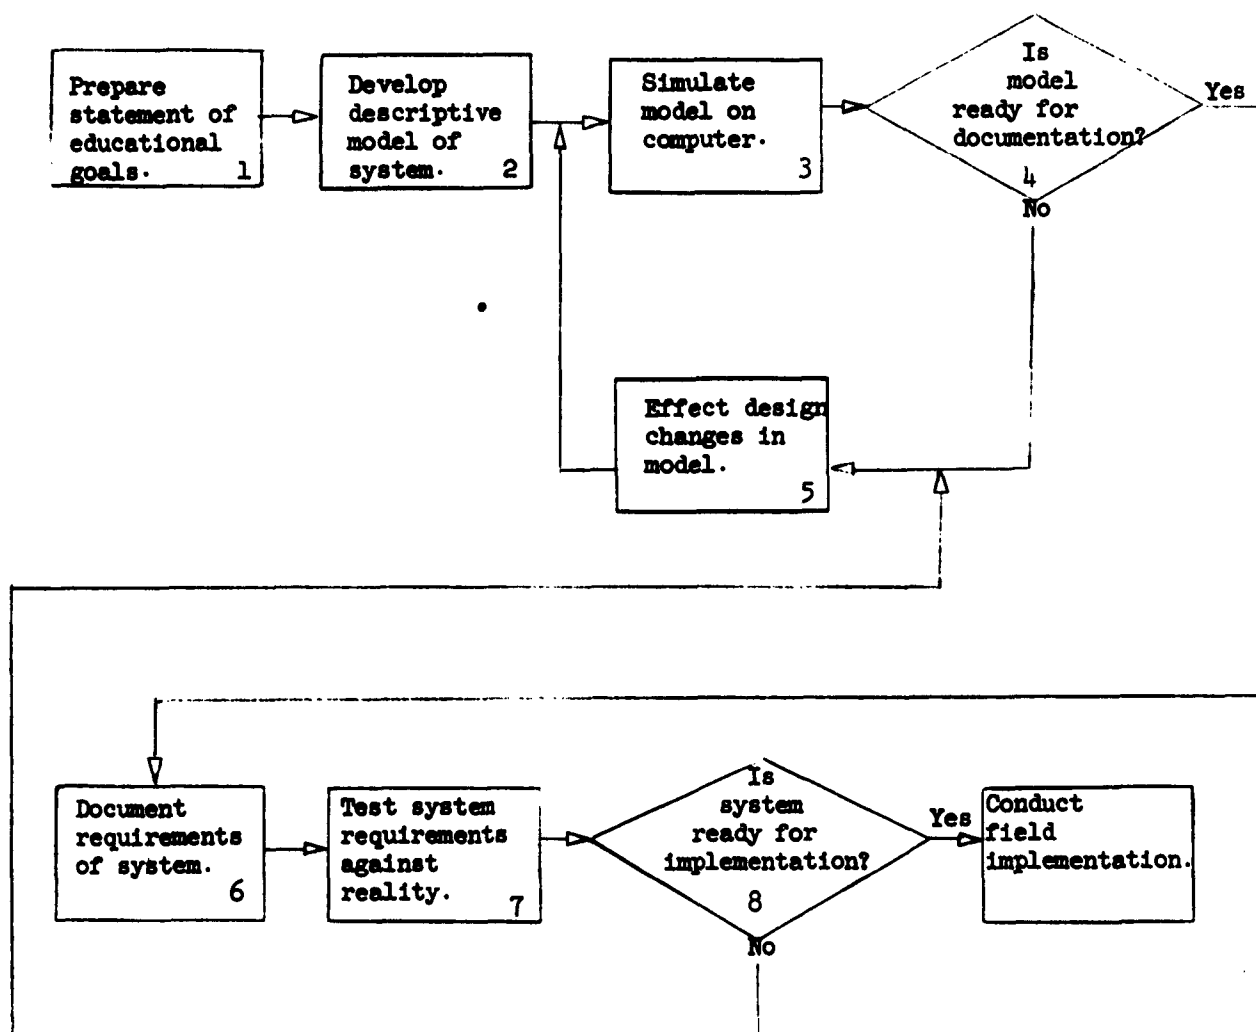 Prepare
statement of
educational
goals.
1
Develop
descriptive
model of
system.
2
Simulate
model on
computer.
3
Is
model
ready for
documentation?
4
Yes
No
Effect design
changes in
model.
5
Document
requirements
of system.
6
Test system
requirements
against
reality.
7
Is
system
ready for
implementation?
8
Yes
No
Conduct
field
implementation.